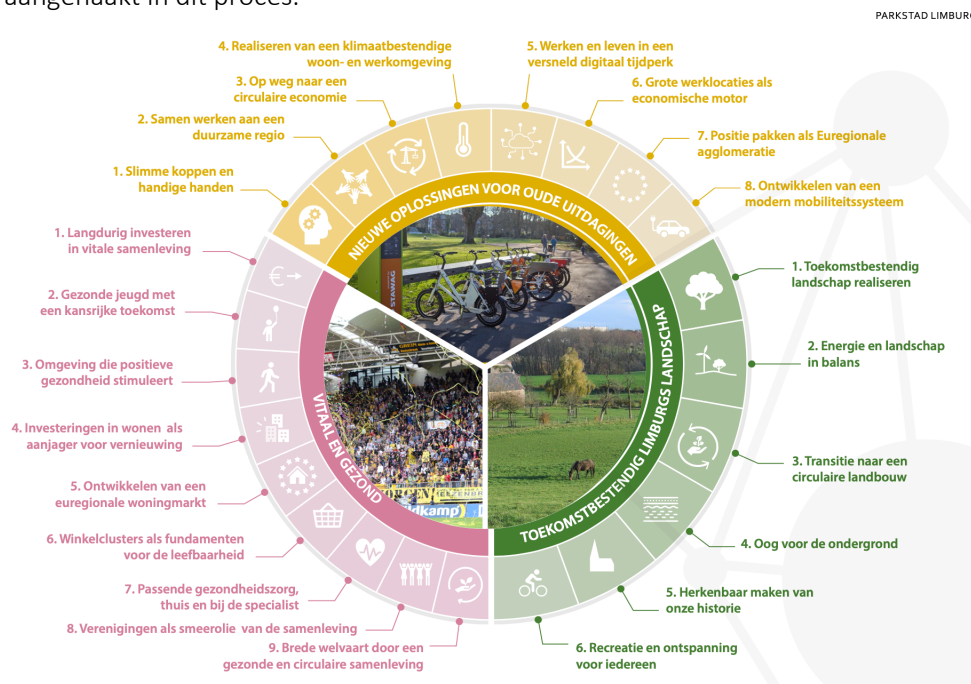 aangehaakt in dit proces.
PARKSTAD LIMBURG
4. Realiseren van een klimaatbestendige
woon- en werkomgeving
5. Werken en leven in een
versneld digitaal tijdperk
3. Op weg naar een
circulaire economie
6. Grote werklocaties als
economische motor
2. Samen werken aan een
duurzame regio
7. Positie pakken als Euregionale
agglomeratie
1. Slimme koppen en
handige handen
8. Ontwikkelen van een
modern mobiliteitssysteem
NIEUWE OPLOSSINGEN VOOR OUDE UITDAGINGEN
STAWAG
1. Langdurig investeren
in vitale samenleving
2. Gezonde jeugd met
een kansrijke toekomst
3. Omgeving die positieve
gezondheid stimuleert
4. Investeringen in wonen als
aanjager voor vernieuwing
5. Ontwikkelen van een
euregionale woningmarkt
6. Winkelclusters als fundamenten
voor de leefbaarheid
7. Passende gezondheidszorg,
thuis en bij de specialist
8. Verenigingen als smeerolie van de samenleving
9. Brede welvaart door een
gezonde en circulaire samenleving
VITAAL EN GEZOND
ldkamp
1. Toekomstbestendig
landschap realiseren
2. Energie en landschap
in balans
3. Transitie naar een
circulaire landbouw
4. Oog voor de ondergrond
5. Herkenbaar maken van
onze historie
6. Recreatie en ontspanning
voor iedereen
TOEKOMSTBESTENDIG LIMBURGS LANDSCHAP